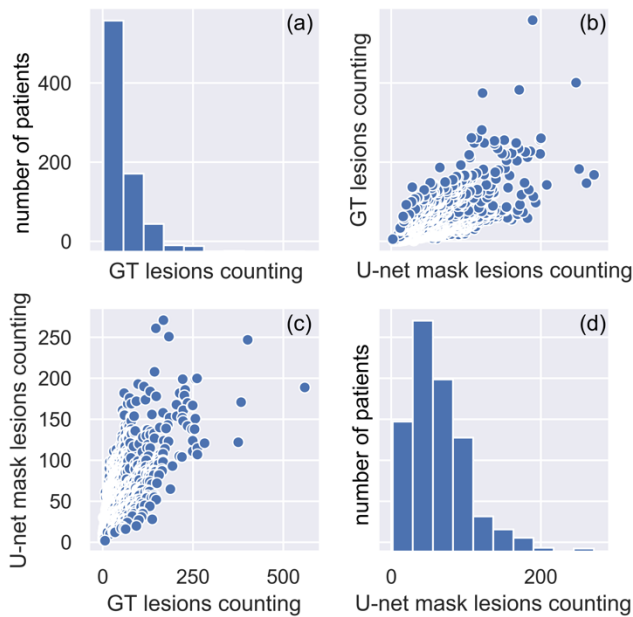 (a)
number of patients
400
200
0
GT lesions counting
(b)
GT lesions counting
U-net mask lesions counting
(c)
U-net mask lesions counting
250
200
150
100
50
0
0 250 500
GT lesions counting
(d)
number of patients
0 200
U-net mask lesions counting